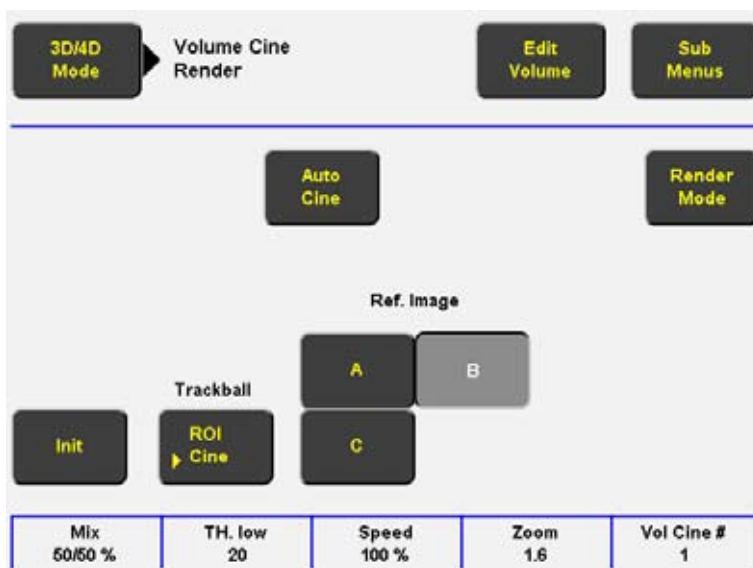 3D/4D
Mode
Volume Cine
Render
Edit
Volume
Sub
Menus
Auto
Cine
Render
Mode
Ref. Image
A
B
Trackball
Init
ROI
Cine
C
Mix
50/50 %
TH. low
20
Speed
100 %
Zoom
1.6
Vol Cine #
1